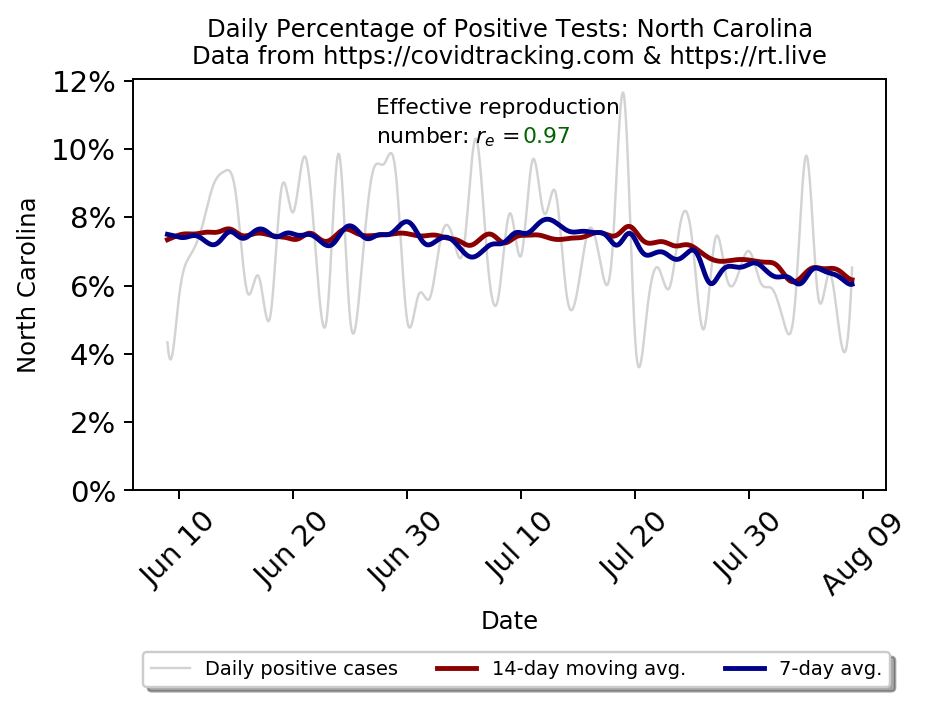 Daily Percentage of Positive Tests: North Carolina
Data from https://covidtracking.com & https://rt.live
12%
Effective reproduction
number: rₑ =0.97
10%
8%
6%
4%
2%
0%
North Carolina
Jun 10
Jun 20
Jun 30
Jul 10
Jul 20
Jul 30
Aug 09
Date
Daily positive cases 14-day moving avg. 7-day avg.